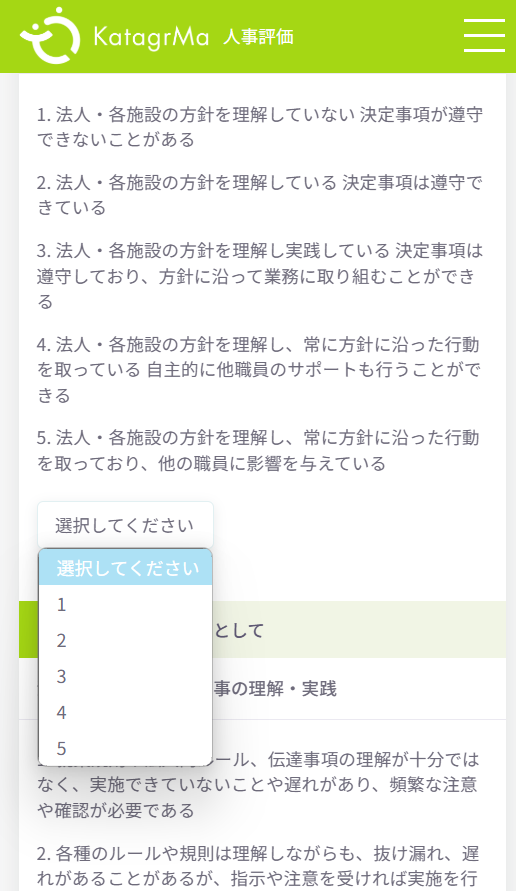 KatagrMa 人事評価
1. 法人・各施設の方針を理解していない 決定事項が遵守
できないことがある
2. 法人・各施設の方針を理解している 決定事項は遵守で
きている
3. 法人・各施設の方針を理解し実践している 決定事項は
遵守しており、方針に沿って業務に取り組むことができ
る
4. 法人・各施設の方針を理解し、常に方針に沿った行動
を取っている 自主的に他職員のサポートも行うことがで
きる
5. 法人・各施設の方針を理解し、常に方針に沿った行動
を取っており、他の職員に影響を与えている
選択してください
選択してください
1
2
3
4
5
として
事の理解・実践
ール、伝達事項の理解が十分では
なく、実施できていないことや遅れがあり、頻繁な注意
や確認が必要である
2. 各種のルールや規則は理解しながらも、抜け漏れ、遅
れがあることがあるが、指示や注意を受ければ実施を行